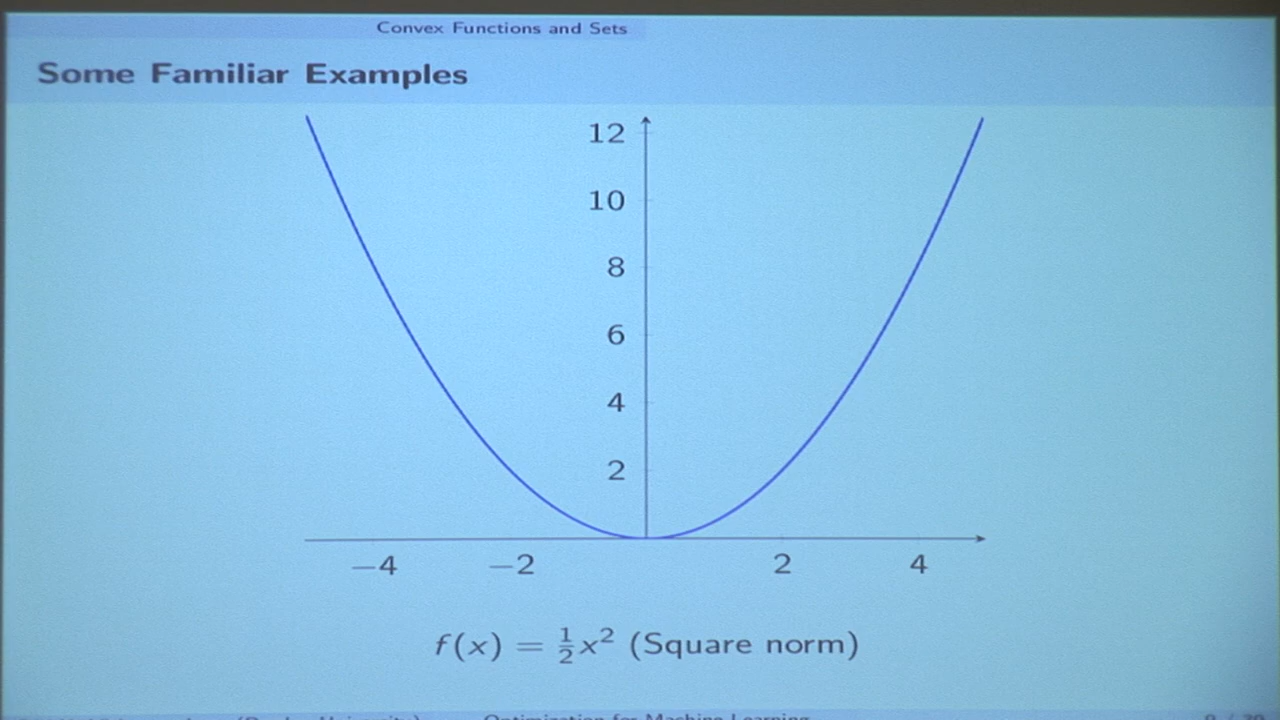 Convex Functions and Sets
Some Familiar Examples
12
10
8
6
4
2
−4 −2 2 4
f(x) = ½x² (Square norm)
Optimization for Machine Learning